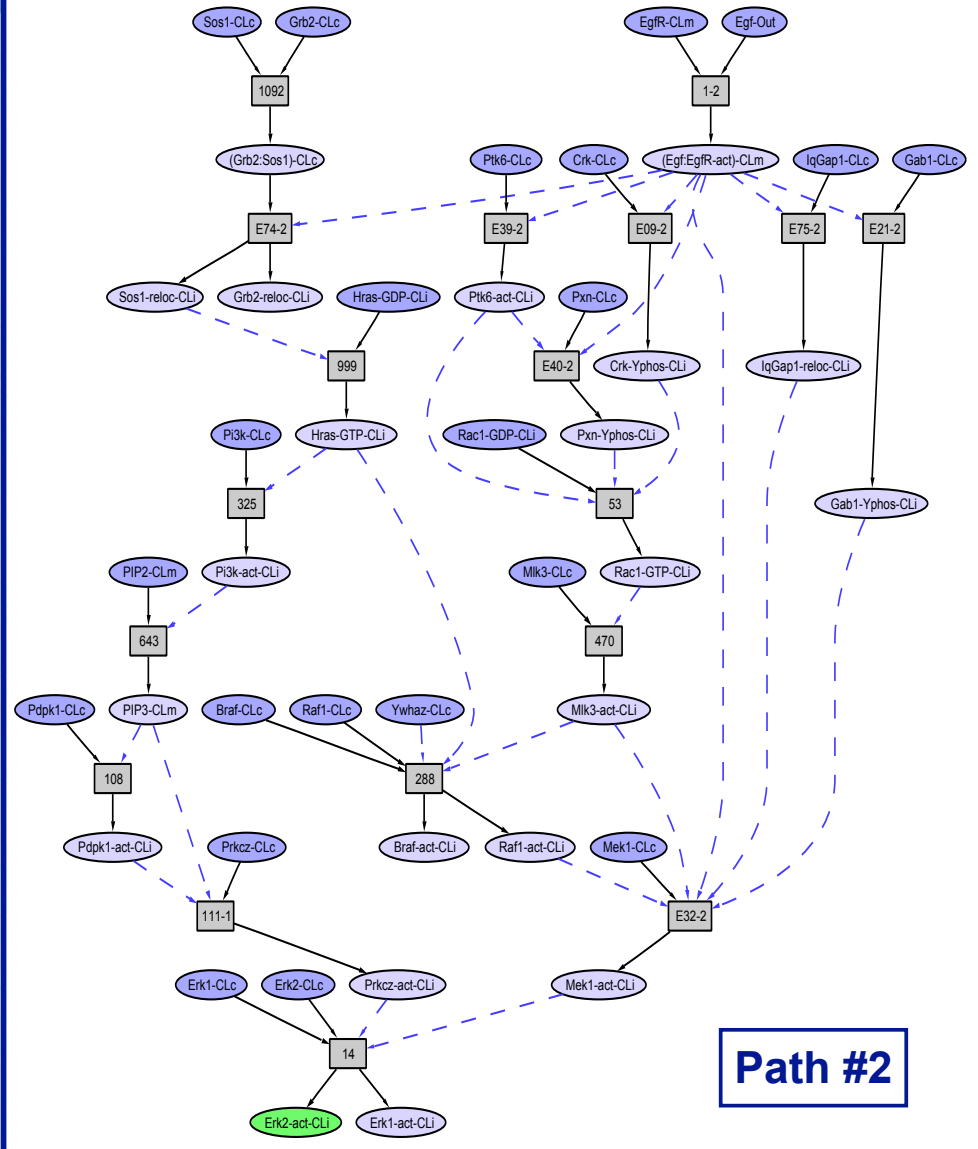 Sos1-CLc
Grb2-CLc
EgfR-CLm
Egf-Out
1092
1-2
(Grb2:Sos1)-CLc
Ptk6-CLc
Crk-CLc
(Egf:EgfR-act)-CLm
IqGap1-CLc
Gab1-CLc
E74-2
E39-2
E09-2
E75-2
E21-2
Sos1-reloc-CLi
Grb2-reloc-CLi
Hras-GDP-CLi
Ptk6-act-CLi
Pxn-CLc
999
E40-2
Crk-Yphos-CLi
IqGap1-reloc-CLi
Pi3k-CLc
Hras-GTP-CLi
Rac1-GDP-CLi
Pxn-Yphos-CLi
325
53
Gab1-Yphos-CLi
PIP2-CLm
Pi3k-act-CLi
Mlk3-CLc
Rac1-GTP-CLi
643
470
Pdpk1-CLc
PIP3-CLm
Braf-CLc
Raf1-CLc
Ywhaz-CLc
Mlk3-act-CLi
108
288
Pdpk1-act-CLi
Prkcz-CLc
Braf-act-CLi
Raf1-act-CLi
Mek1-CLc
111-1
E32-2
Erk1-CLc
Erk2-CLc
Prkcz-act-CLi
Mek1-act-CLi
14
Path #2
Erk2-act-CLi
Erk1-act-CLi